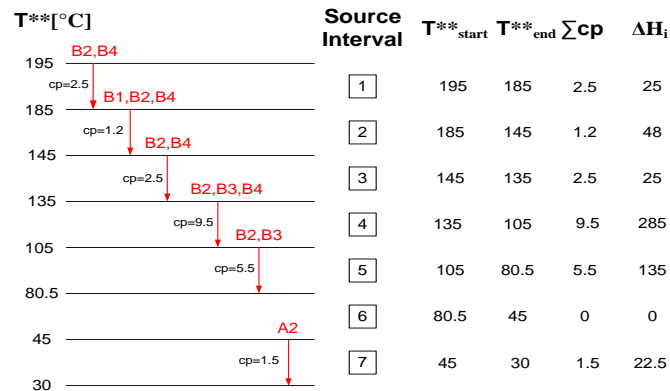 T**[°C]
Source Interval
T**start T**end ∑cp ΔHi
B2,B4
195
cp=2.5
1 195 185 2.5 25
B1,B2,B4
185
cp=1.2
2 185 145 1.2 48
B2,B4
145
cp=2.5
3 145 135 2.5 25
B2,B3,B4
135
cp=9.5
4 135 105 9.5 285
B2,B3
105
cp=5.5
5 105 80.5 5.5 135
80.5
6 80.5 45 0 0
A2
45
cp=1.5
7 45 30 1.5 22.5
30